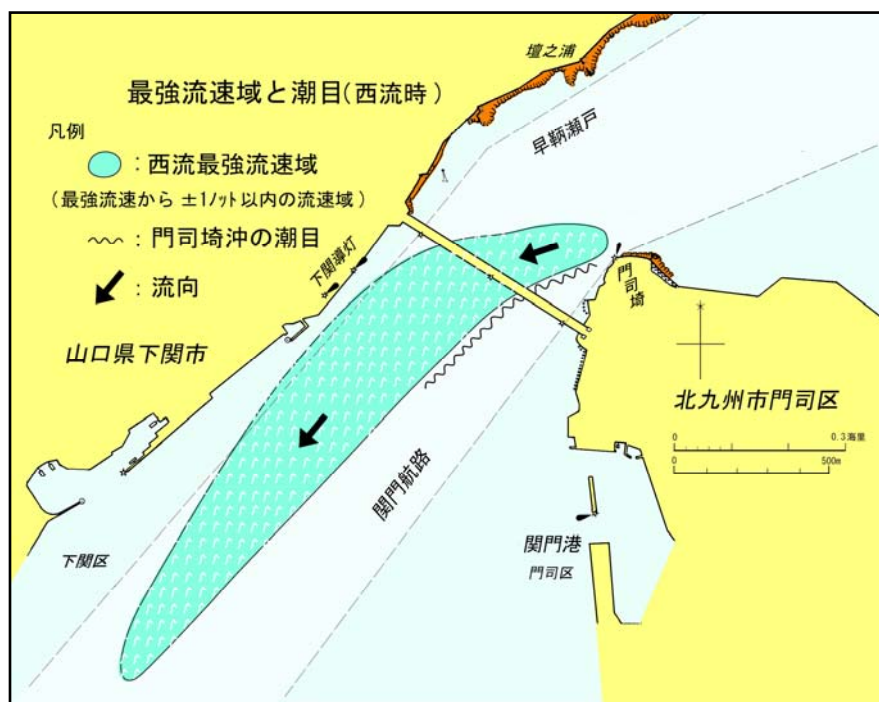 最強流速域と潮目(西流時)
凡例
：西流最強流速域
(最強流速から ±1ノット以内の流速域)
：門司埼沖の潮目
：流向
壇之浦
早鞆瀬戸
下関導灯
門司埼
山口県下関市
北九州市門司区
0 0.3海里
0 500m
関門航路
関門港
門司区
下関区